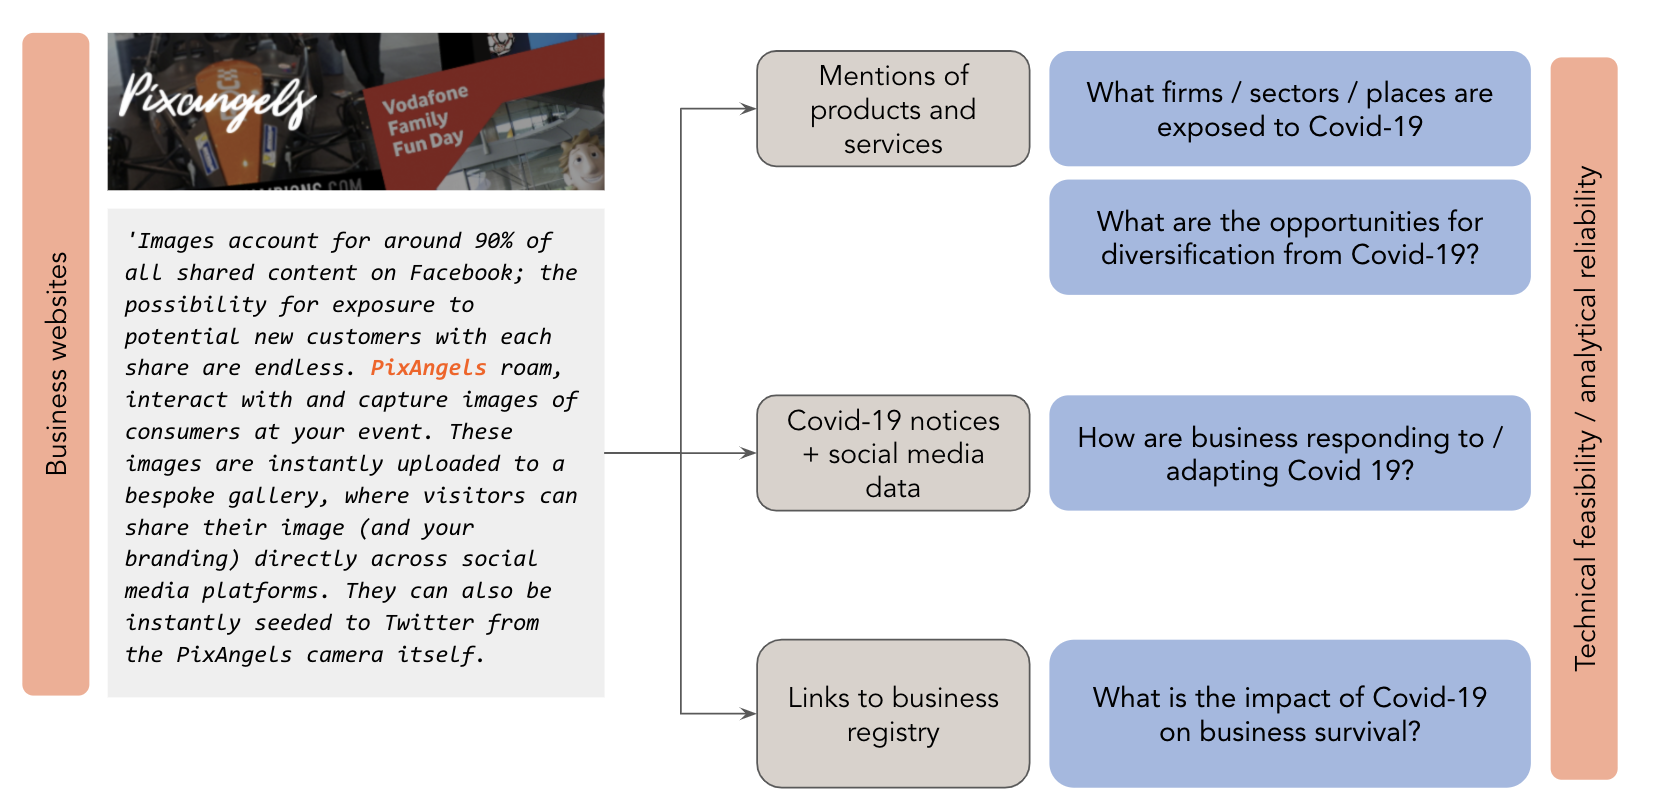 Business websites
Pixangels
Vodafone
Family
Fun Day
.COM
'Images account for around 90% of
all shared content on Facebook; the
possibility for exposure to
potential new customers with each
share are endless. PixAngels roam,
interact with and capture images of
consumers at your event. These
images are instantly uploaded to a
bespoke gallery, where visitors can
share their image (and your
branding) directly across social
media platforms. They can also be
instantly seeded to Twitter from
the PixAngels camera itself.
Mentions of
products and
services
What firms / sectors / places are
exposed to Covid-19
What are the opportunities for
diversification from Covid-19?
Covid-19 notices
+ social media
data
How are business responding to /
adapting Covid 19?
Links to business
registry
What is the impact of Covid-19
on business survival?
Technical feasibility / analytical reliability